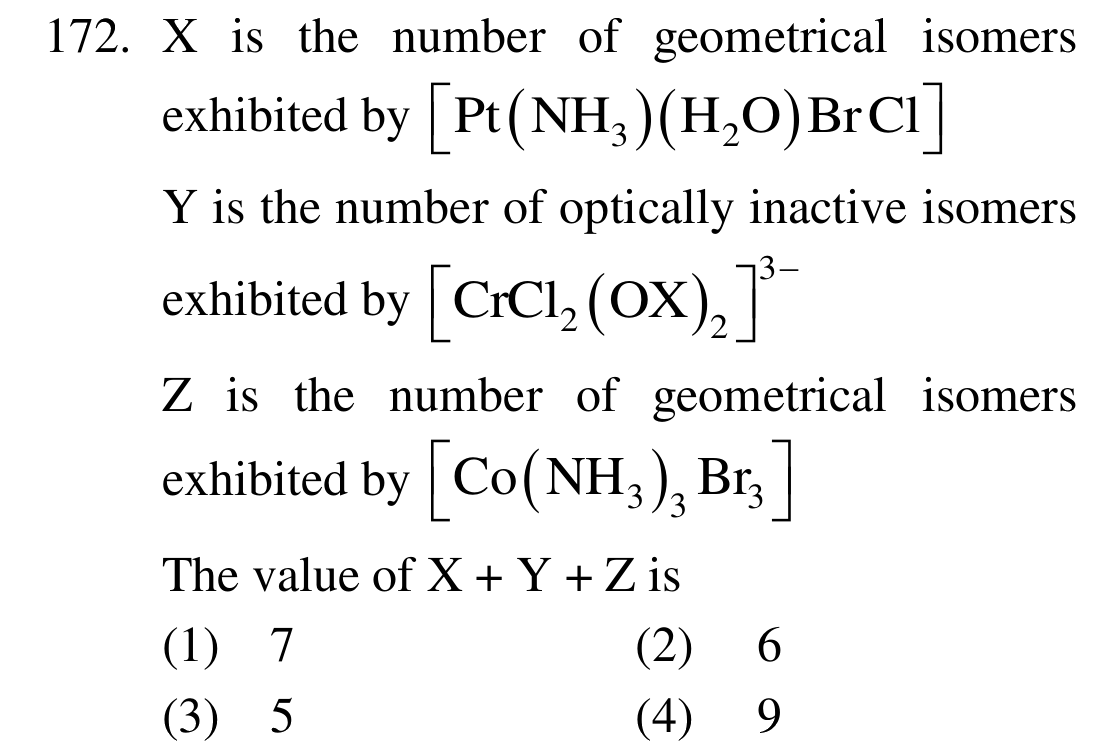 172. X is the number of geometrical isomers
exhibited by [Pt(NH₃)(H₂O)BrCl]
Y is the number of optically inactive isomers
exhibited by [CrCl₂(OX)₂]³⁻
Z is the number of geometrical isomers
exhibited by [Co(NH₃)₃Br₃]
The value of X + Y + Z is
(1) 7 (2) 6
(3) 5 (4) 9